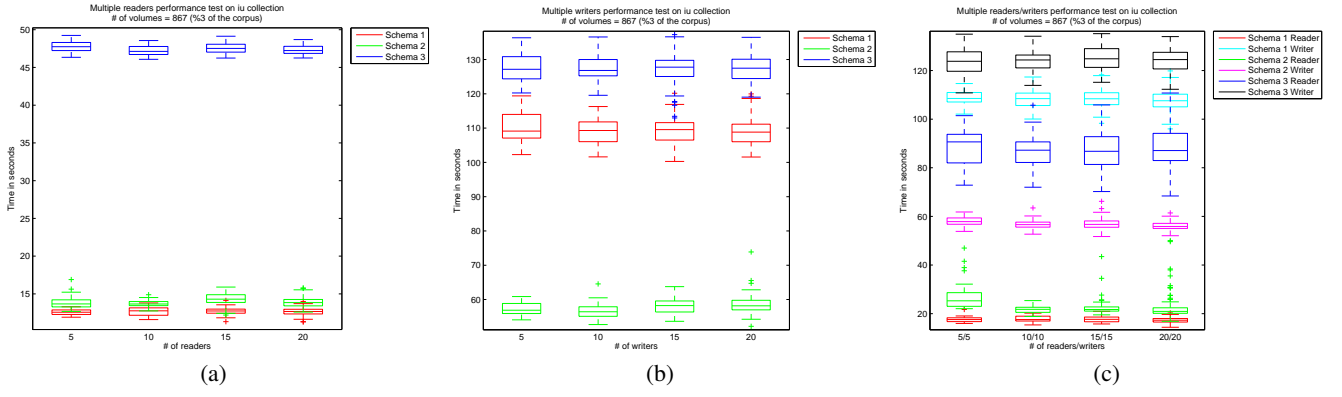 Multiple readers performance test on iu collection
# of volumes = 867 (%3 of the corpus)
Time in seconds
50
45
40
35
30
25
20
15
5
10
15
20
# of readers
Schema 1
Schema 2
Schema 3
(a)
Multiple writers performance test on iu collection
# of volumes = 867 (%3 of the corpus)
Time in seconds
130
120
110
100
90
80
70
60
5
10
15
20
# of writers
Schema 1
Schema 2
Schema 3
(b)
Multiple readers/writers performance test on iu collection
# of volumes = 867 (%3 of the corpus)
Time in seconds
120
100
80
60
40
20
5/5
10/10
15/15
20/20
# of readers/writers
Schema 1 Reader
Schema 1 Writer
Schema 2 Reader
Schema 2 Writer
Schema 3 Reader
Schema 3 Writer
(c)